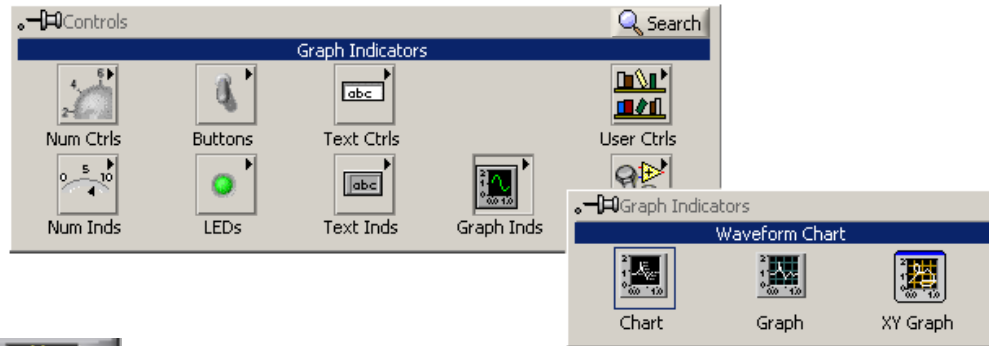 Controls
Search
Graph Indicators
Num Ctrls
Buttons
Text Ctrls
User Ctrls
Num Inds
LEDs
Text Inds
Graph Inds
Graph Indicators
Waveform Chart
Chart
Graph
XY Graph